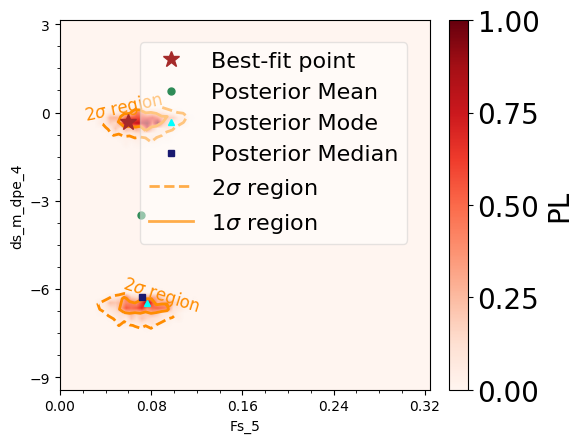 3
0
−3
−6
−9
ds_m_dpe_4
0.00
0.08
0.16
0.24
0.32
Fs_5
2σ region
2σ region
Best-fit point
Posterior Mean
Posterior Mode
Posterior Median
2σ region
1σ region
1.00
0.75
0.50
0.25
0.00
PL